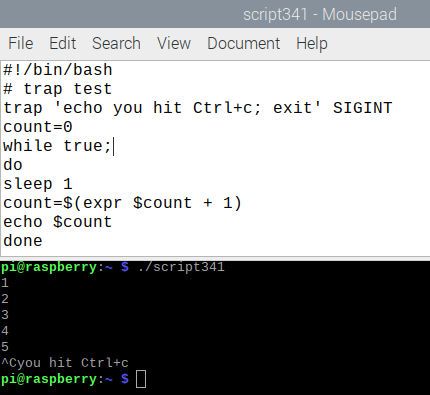 script341 - Mousepad
File Edit Search View Document Help
#!/bin/bash
# trap test
trap 'echo you hit Ctrl+c; exit' SIGINT
count=0
while true;
do
sleep 1
count=$(expr $count + 1)
echo $count
done
pi@raspberry:~ $ ./script341
1
2
3
4
5
^Cyou hit Ctrl+c
pi@raspberry:~ $